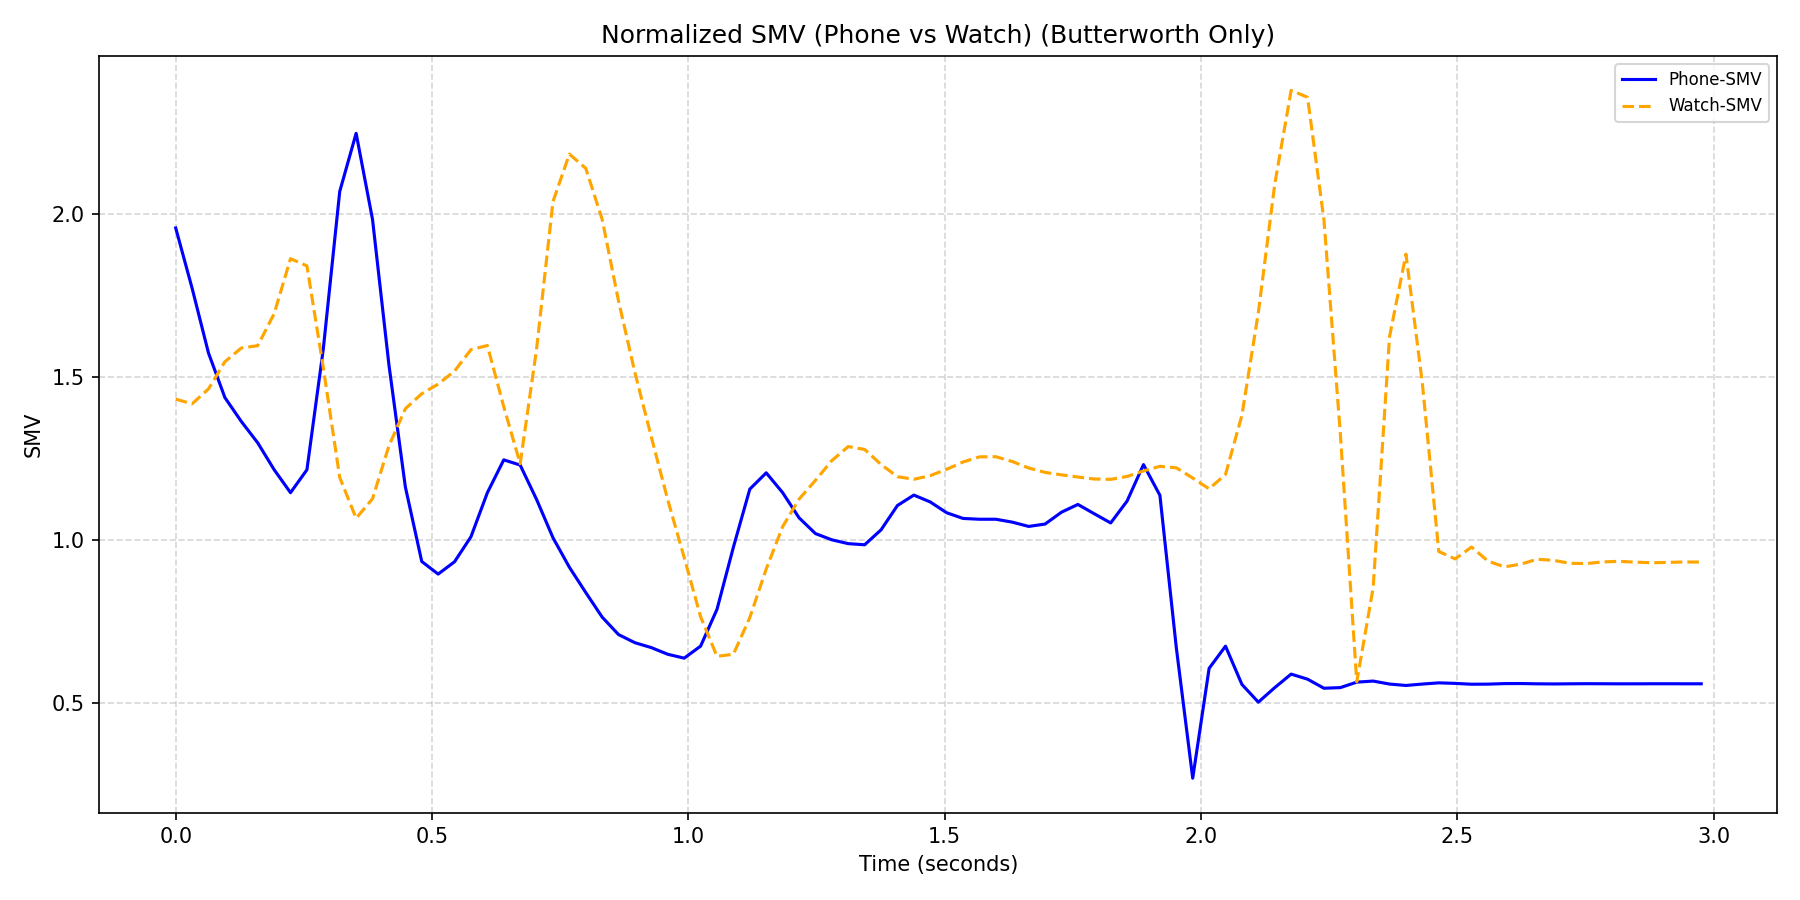 Normalized SMV (Phone vs Watch) (Butterworth Only)
Phone-SMV
Watch-SMV
SMV
2.0
1.5
1.0
0.5
0.0 0.5 1.0 1.5 2.0 2.5 3.0
Time (seconds)